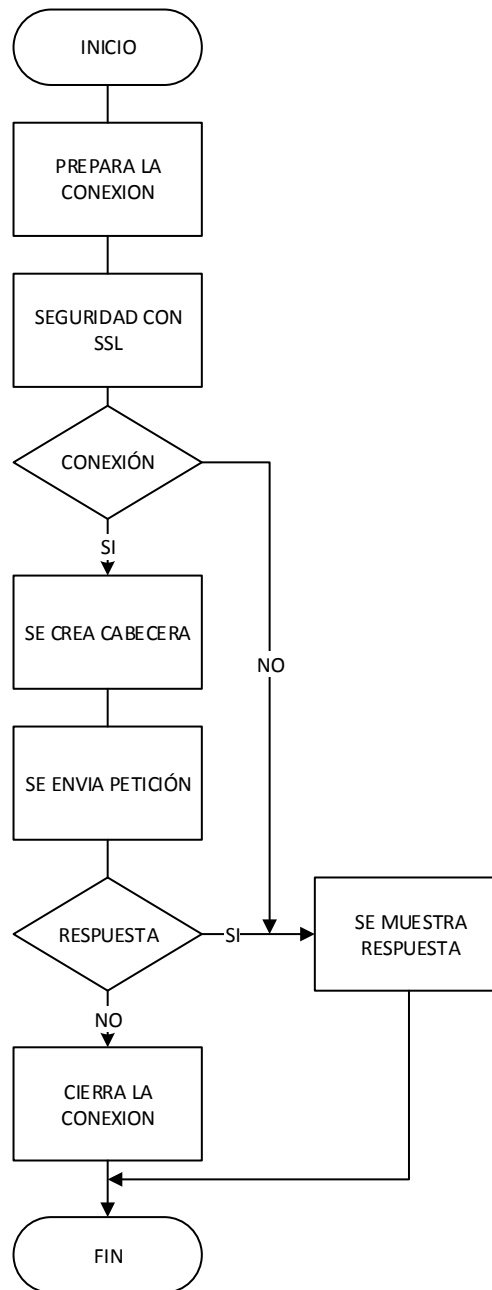 INICIO
PREPARA LA
CONEXION
SEGURIDAD CON
SSL
CONEXIÓN
SI
SE CREA CABECERA
NO
SE ENVIA PETICIÓN
RESPUESTA
SI
SE MUESTRA
RESPUESTA
NO
CIERRA LA
CONEXION
FIN